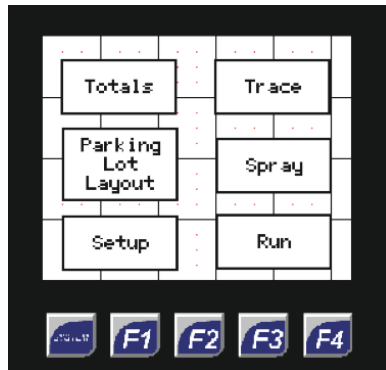 Totals
Trace
Parking
Lot
Layout
Spray
Setup
Run
F1
F2
F3
F4